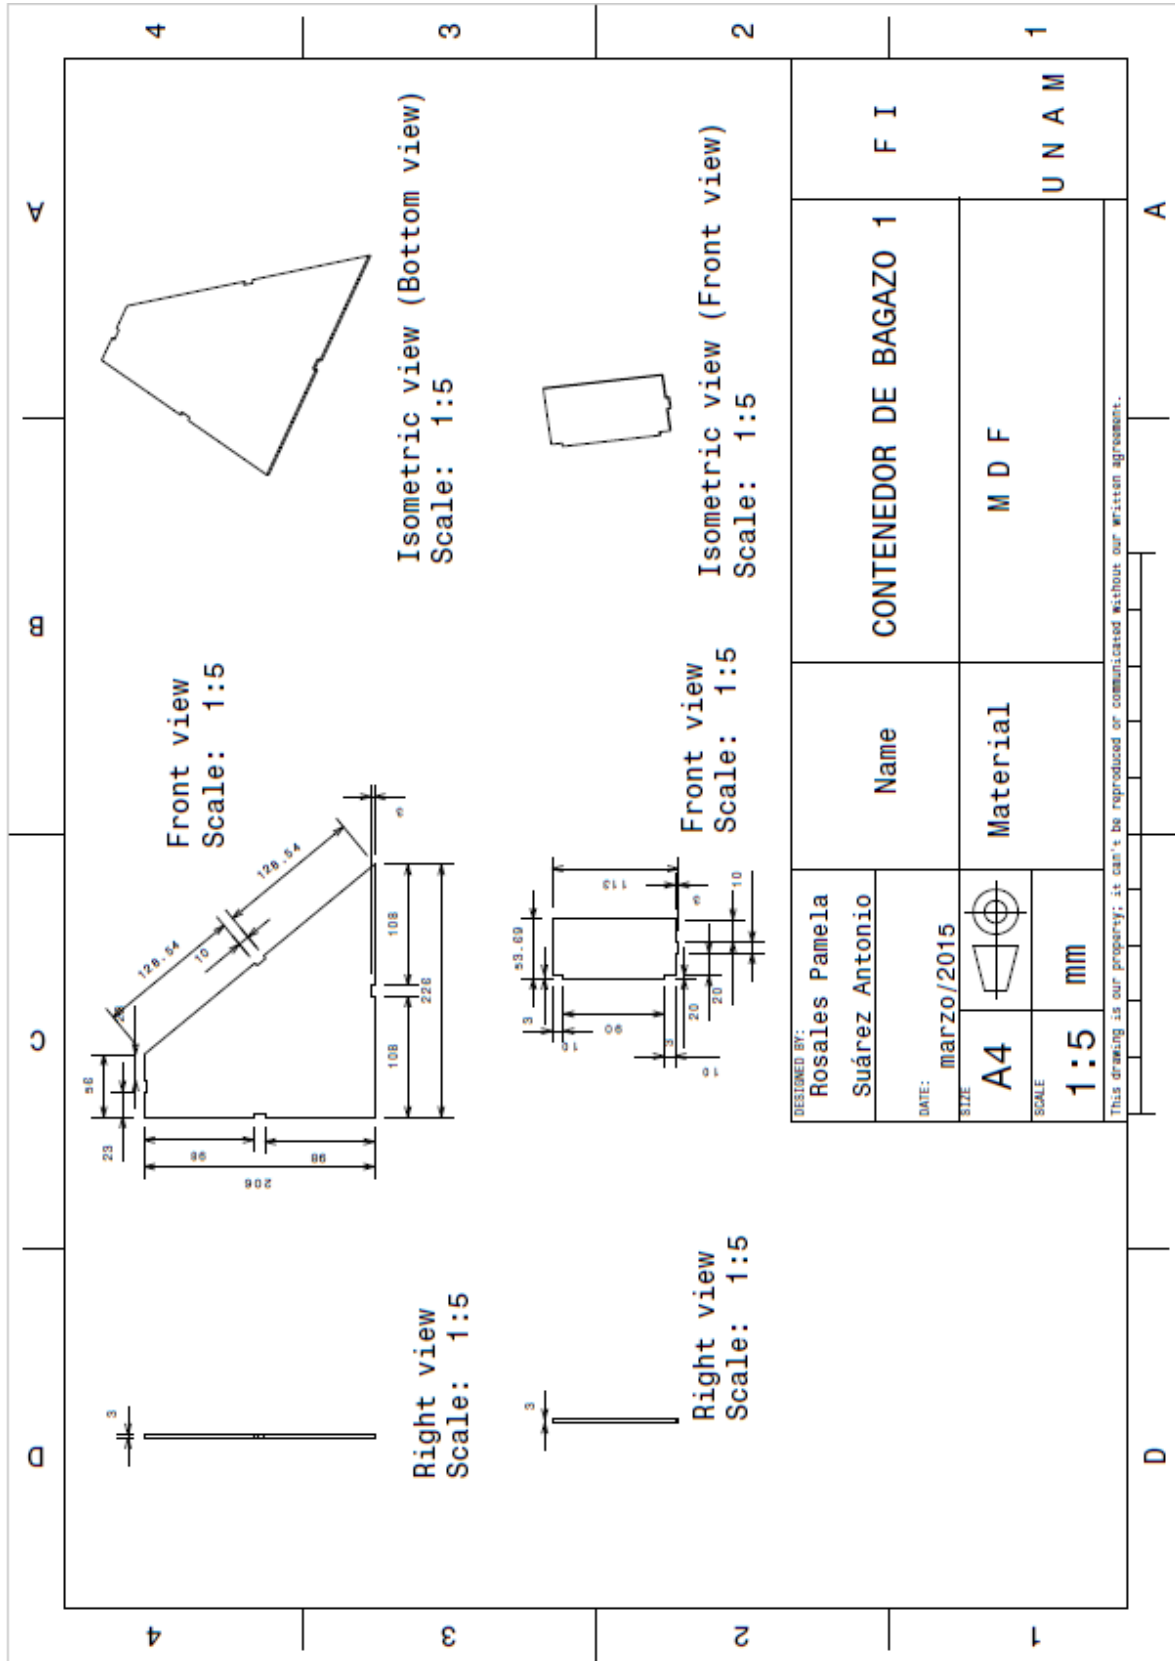 4
3
2
1
A
B
C
D
Front view
Scale: 1:5
56
23
128.54
10
128.54
98
98
206
108
108
226
Isometric view (Bottom view)
Scale: 1:5
Right view
Scale: 1:5
3
Front view
Scale: 1:5
53.69
113
3
90
20
20
10
Isometric view (Front view)
Scale: 1:5
Right view
Scale: 1:5
3
DESIGNED BY:
Rosales Pamela
Suárez Antonio
DATE:
marzo/2015
SIZE
A4
SCALE
1:5
mm
Name
CONTENEDOR DE BAGAZO 1
Material
M D F
F I
U N A M
This drawing is our property; it can't be reproduced or communicated without our written agreement.
4
3
2
1
A
D